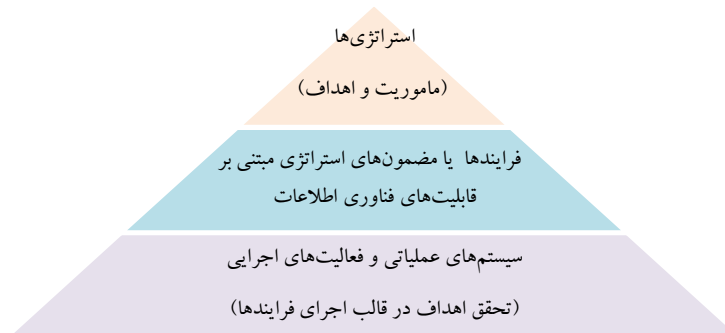 استراتژی‌ها
(ماموریت و اهداف)
فرایندها یا مضمون‌های استراتژی مبتنی بر
قابلیت‌های فناوری اطلاعات
سیستم‌های عملیاتی و فعالیت‌های اجرایی
(تحقق اهداف در قالب اجرای فرایندها)